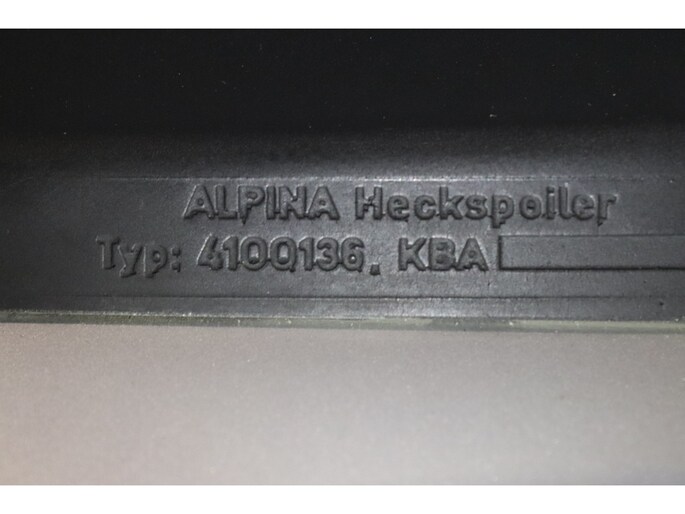 ALPINA Heckspoiler
Typ: 4100136, KBA